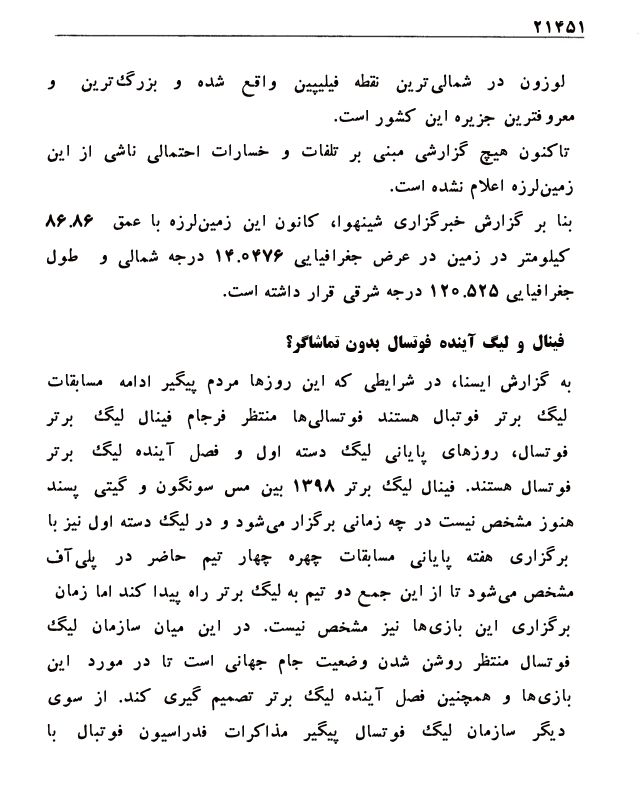 ۲۱۴۵۱
لوزون در شمالی‌ترین نقطه فیلیپین واقع شده و بزرگ‌ترین و
معروفترین جزیره این کشور است.
تاکنون هیچ گزارشی مبنی بر تلفات و خسارات احتمالی ناشی از این
زمین‌لرزه اعلام نشده است.
بنا بر گزارش خبرگزاری شینهوا، کانون این زمین‌لرزه با عمق ۸۶.۸۶
کیلومتر در زمین در عرض جغرافیایی ۱۴.۰۴۷۶ درجه شمالی و طول
جغرافیایی ۱۲۰.۵۲۵ درجه شرقی قرار داشته است.
فینال و لیگ آینده فوتسال بدون تماشاگر؟
به گزارش ایسنا، در شرایطی که این روزها مردم پیگیر ادامه مسابقات
لیگ برتر فوتبال هستند فوتسالی‌ها منتظر فرجام فینال لیگ برتر
فوتسال، روزهای پایانی لیگ دسته اول و فصل آینده لیگ برتر
فوتسال هستند. فینال لیگ برتر ۱۳۹۸ بین مس سونگون و گیتی پسند
هنوز مشخص نیست در چه زمانی برگزار می‌شود و در لیگ دسته اول نیز با
برگزاری هفته پایانی مسابقات چهره چهار تیم حاضر در پلی‌آف
مشخص می‌شود تا از این جمع دو تیم به لیگ برتر راه پیدا کند اما زمان
برگزاری این بازی‌ها نیز مشخص نیست. در این میان سازمان لیگ
فوتسال منتظر روشن شدن وضعیت جام جهانی است تا در مورد این
بازی‌ها و همچنین فصل آینده لیگ برتر تصمیم گیری کند. از سوی
دیگر سازمان لیگ فوتسال پیگیر مذاکرات فدراسیون فوتبال با